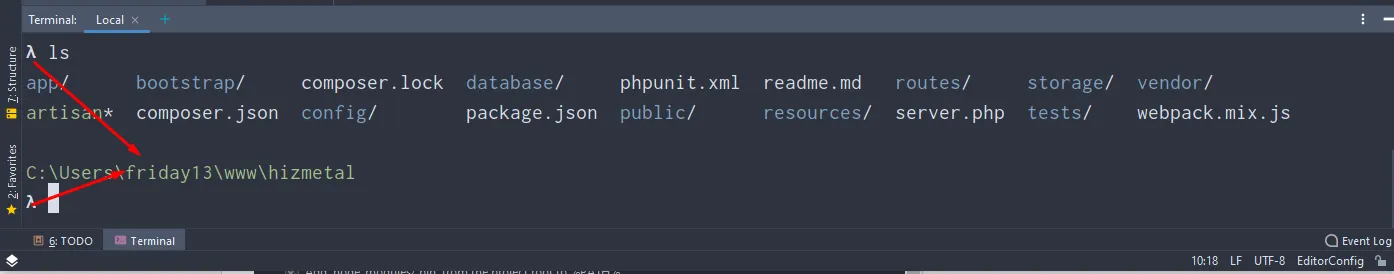 Terminal: Local × +
λ ls
app/ bootstrap/ composer.lock database/ phpunit.xml readme.md routes/ storage/ vendor/
artisan* composer.json config/ package.json public/ resources/ server.php tests/ webpack.mix.js
C:\Users\friday13\www\hizmetal
λ
7: Structure
2: Favorites
6: TODO Terminal Event Log
10:18 LF UTF-8 EditorConfig